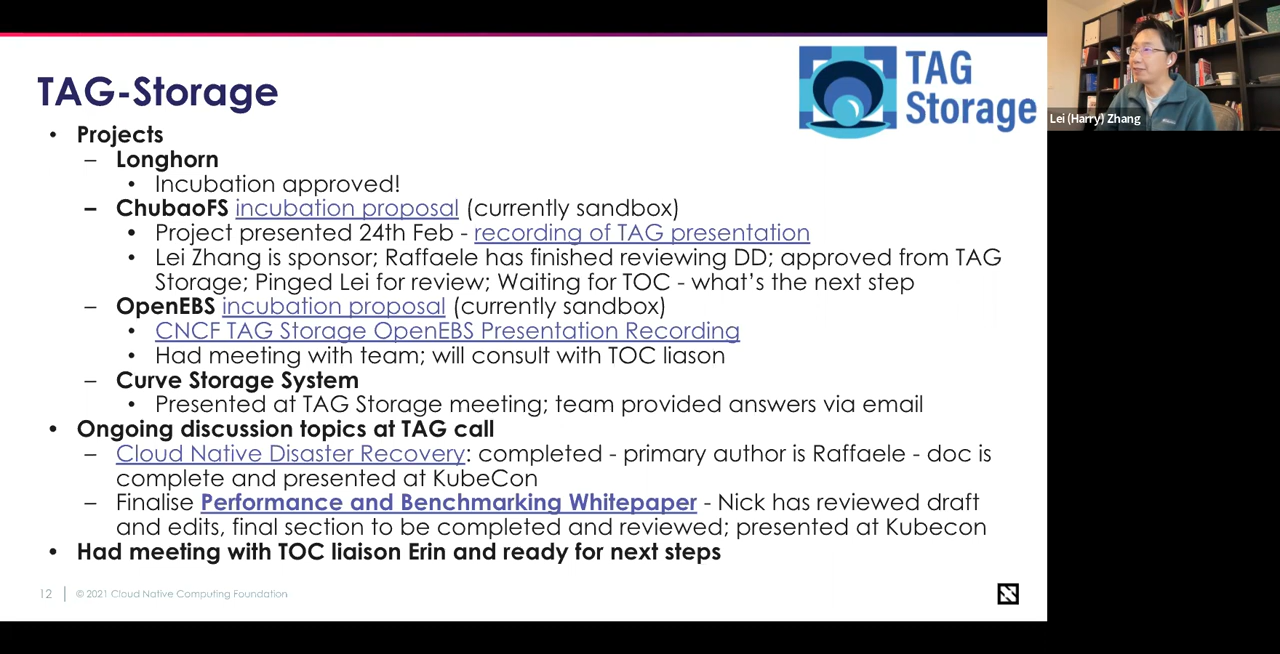 TAG-Storage
TAG
Storage
Lei (Harry) Zhang
• Projects
– Longhorn
• Incubation approved!
– ChubaoFS incubation proposal (currently sandbox)
• Project presented 24th Feb - recording of TAG presentation
• Lei Zhang is sponsor; Raffaele has finished reviewing DD; approved from TAG
Storage; Pinged Lei for review; Waiting for TOC - what's the next step
– OpenEBS incubation proposal (currently sandbox)
• CNCF TAG Storage OpenEBS Presentation Recording
• Had meeting with team; will consult with TOC liason
– Curve Storage System
• Presented at TAG Storage meeting; team provided answers via email
• Ongoing discussion topics at TAG call
– Cloud Native Disaster Recovery: completed - primary author is Raffaele - doc is
complete and presented at KubeCon
– Finalise Performance and Benchmarking Whitepaper - Nick has reviewed draft
and edits, final section to be completed and reviewed; presented at Kubecon
• Had meeting with TOC liaison Erin and ready for next steps
12 | © 2021 Cloud Native Computing Foundation